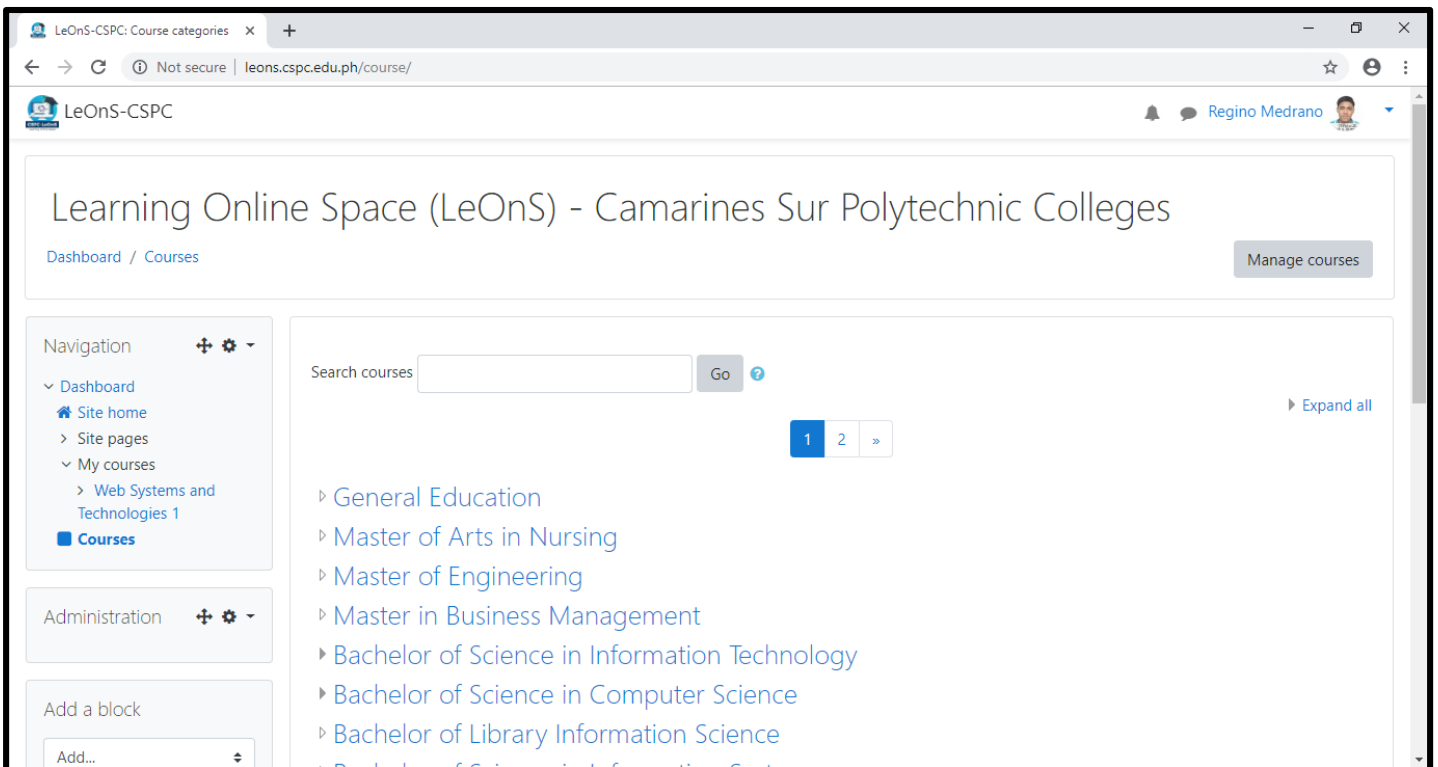 LeOnS-CSPC: Course categories
Not secure | leons.cspc.edu.ph/course/
LeOnS-CSPC
Regino Medrano
Learning Online Space (LeOnS) - Camarines Sur Polytechnic Colleges
Dashboard / Courses
Manage courses
Navigation
Dashboard
Site home
Site pages
My courses
Web Systems and
Technologies 1
Courses
Administration
Add a block
Add...
Search courses
Go
Expand all
1 2 »
General Education
Master of Arts in Nursing
Master of Engineering
Master in Business Management
Bachelor of Science in Information Technology
Bachelor of Science in Computer Science
Bachelor of Library Information Science